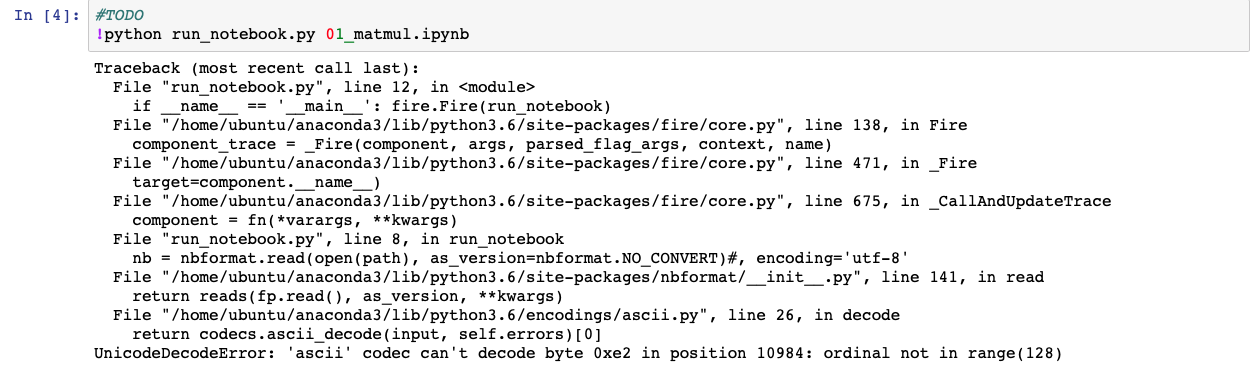 In [4]: #TODO
!python run_notebook.py 01_matmul.ipynb
Traceback (most recent call last):
  File "run_notebook.py", line 12, in <module>
    if __name__ == '__main__': fire.Fire(run_notebook)
  File "/home/ubuntu/anaconda3/lib/python3.6/site-packages/fire/core.py", line 138, in Fire
    component_trace = _Fire(component, args, parsed_flag_args, context, name)
  File "/home/ubuntu/anaconda3/lib/python3.6/site-packages/fire/core.py", line 471, in _Fire
    target=component.__name__)
  File "/home/ubuntu/anaconda3/lib/python3.6/site-packages/fire/core.py", line 675, in _CallAndUpdateTrace
    component = fn(*varargs, **kwargs)
  File "run_notebook.py", line 8, in run_notebook
    nb = nbformat.read(open(path), as_version=nbformat.NO_CONVERT)#, encoding='utf-8'
  File "/home/ubuntu/anaconda3/lib/python3.6/site-packages/nbformat/__init__.py", line 141, in read
    return reads(fp.read(), as_version, **kwargs)
  File "/home/ubuntu/anaconda3/lib/python3.6/encodings/ascii.py", line 26, in decode
    return codecs.ascii_decode(input, self.errors)[0]
UnicodeDecodeError: 'ascii' codec can't decode byte 0xe2 in position 10984: ordinal not in range(128)